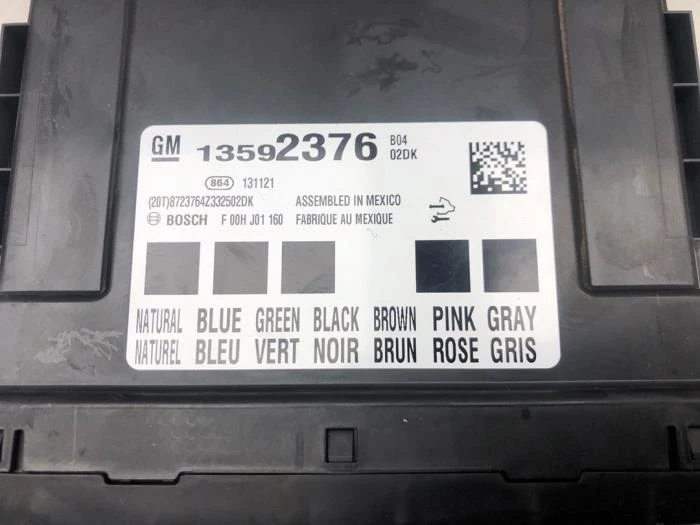 GM 13592376 B04
02DK
864 131121
(20T)8723764Z332502DK ASSEMBLED IN MEXICO
BOSCH F 00H J01 160 FABRIQUE AU MEXIQUE
NATURAL BLUE GREEN BLACK BROWN PINK GRAY
NATUREL BLEU VERT NOIR BRUN ROSE GRIS